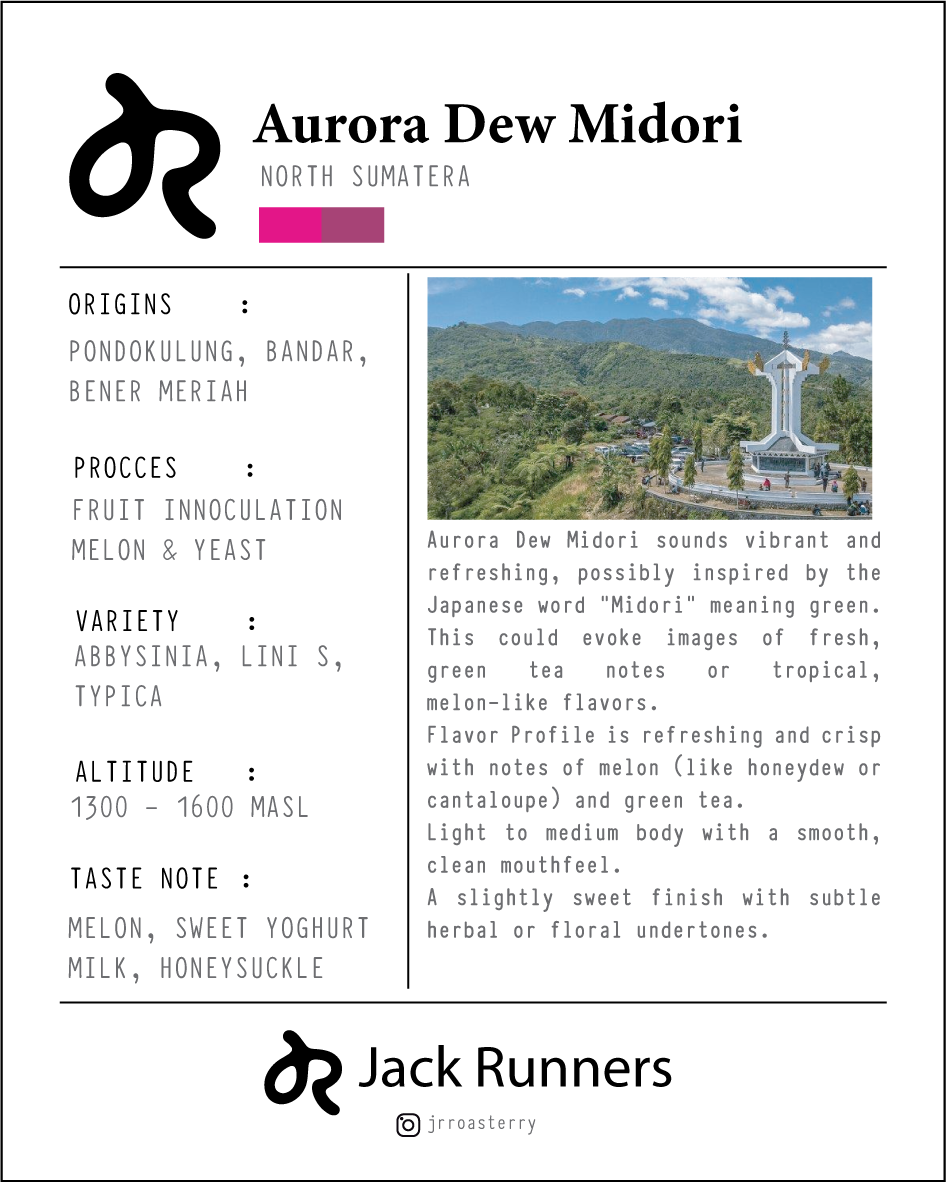 Aurora Dew Midori
NORTH SUMATERA
ORIGINS :
PONDOKULUNG, BANDAR,
BENER MERIAH
PROCCES :
FRUIT INNOCULATION
MELON & YEAST
VARIETY :
ABBYSINIA, LINI S,
TYPICA
ALTITUDE :
1300 - 1600 MASL
TASTE NOTE :
MELON, SWEET YOGHURT
MILK, HONEYSUCKLE
Aurora Dew Midori sounds vibrant and
refreshing, possibly inspired by the
Japanese word "Midori" meaning green.
This could evoke images of fresh,
green tea notes or tropical,
melon-like flavors.
Flavor Profile is refreshing and crisp
with notes of melon (like honeydew or
cantaloupe) and green tea.
Light to medium body with a smooth,
clean mouthfeel.
A slightly sweet finish with subtle
herbal or floral undertones.
Jack Runners
jrroasterry